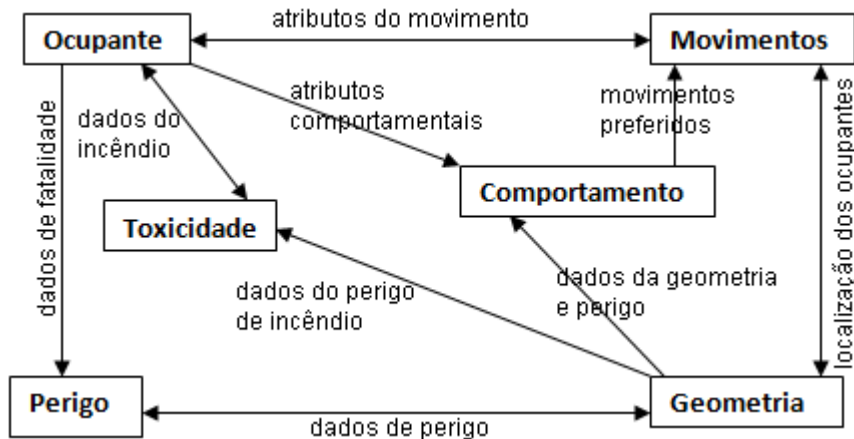 Ocupante
atributos do movimento
Movimentos
dados de fatalidade
dados do
incêndio
atributos
comportamentais
movimentos
preferidos
localização dos ocupantes
Comportamento
Toxicidade
dados do perigo
de incêndio
dados da geometria
e perigo
Perigo
dados de perigo
Geometria